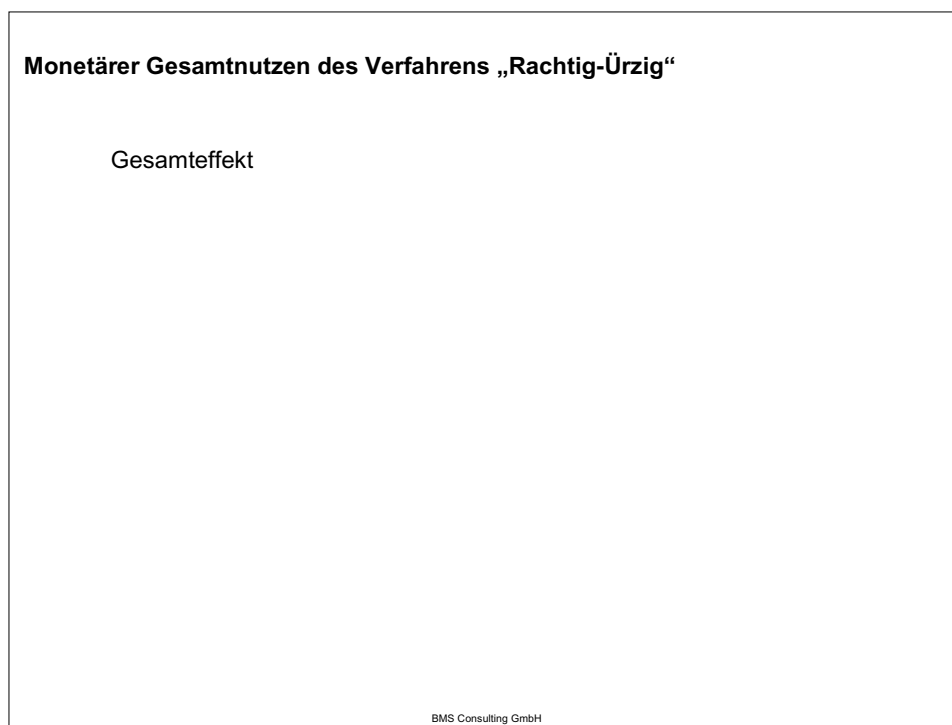 Monetärer Gesamtnutzen des Verfahrens „Rachtig-Ürzig“
Gesamteffekt
BMS Consulting GmbH